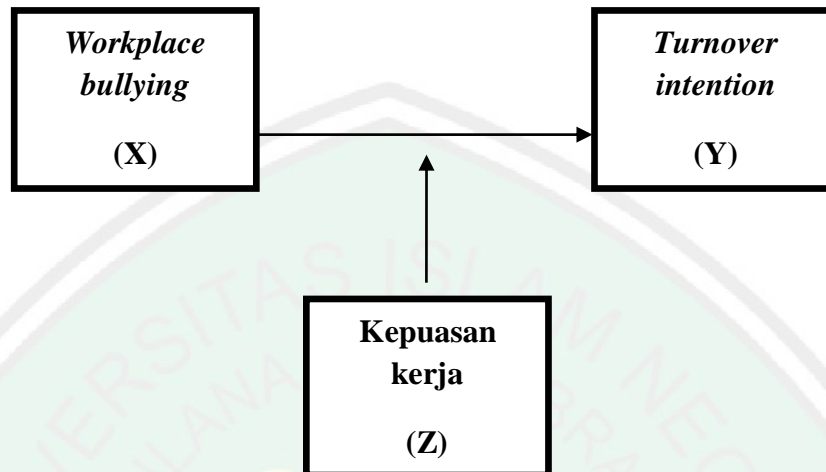 Workplace
bullying
(X)
Turnover
intention
(Y)
Kepuasan
kerja
(Z)